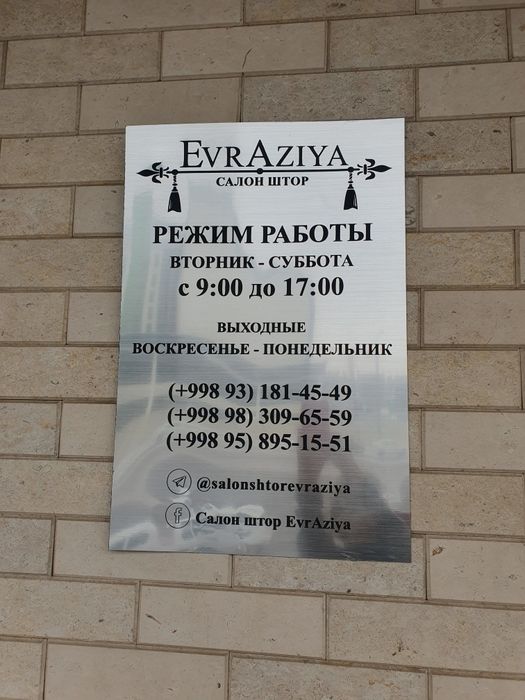 EVRAZIYA
САЛОН ШТОР
РЕЖИМ РАБОТЫ
ВТОРНИК - СУББОТА
с 9:00 до 17:00
ВЫХОДНЫЕ
ВОСКРЕСЕНЬЕ - ПОНЕДЕЛЬНИК
(+998 93) 181-45-49
(+998 98) 309-65-59
(+998 95) 895-15-51
@salonshtorevraziya
Салон штор EvrAziya